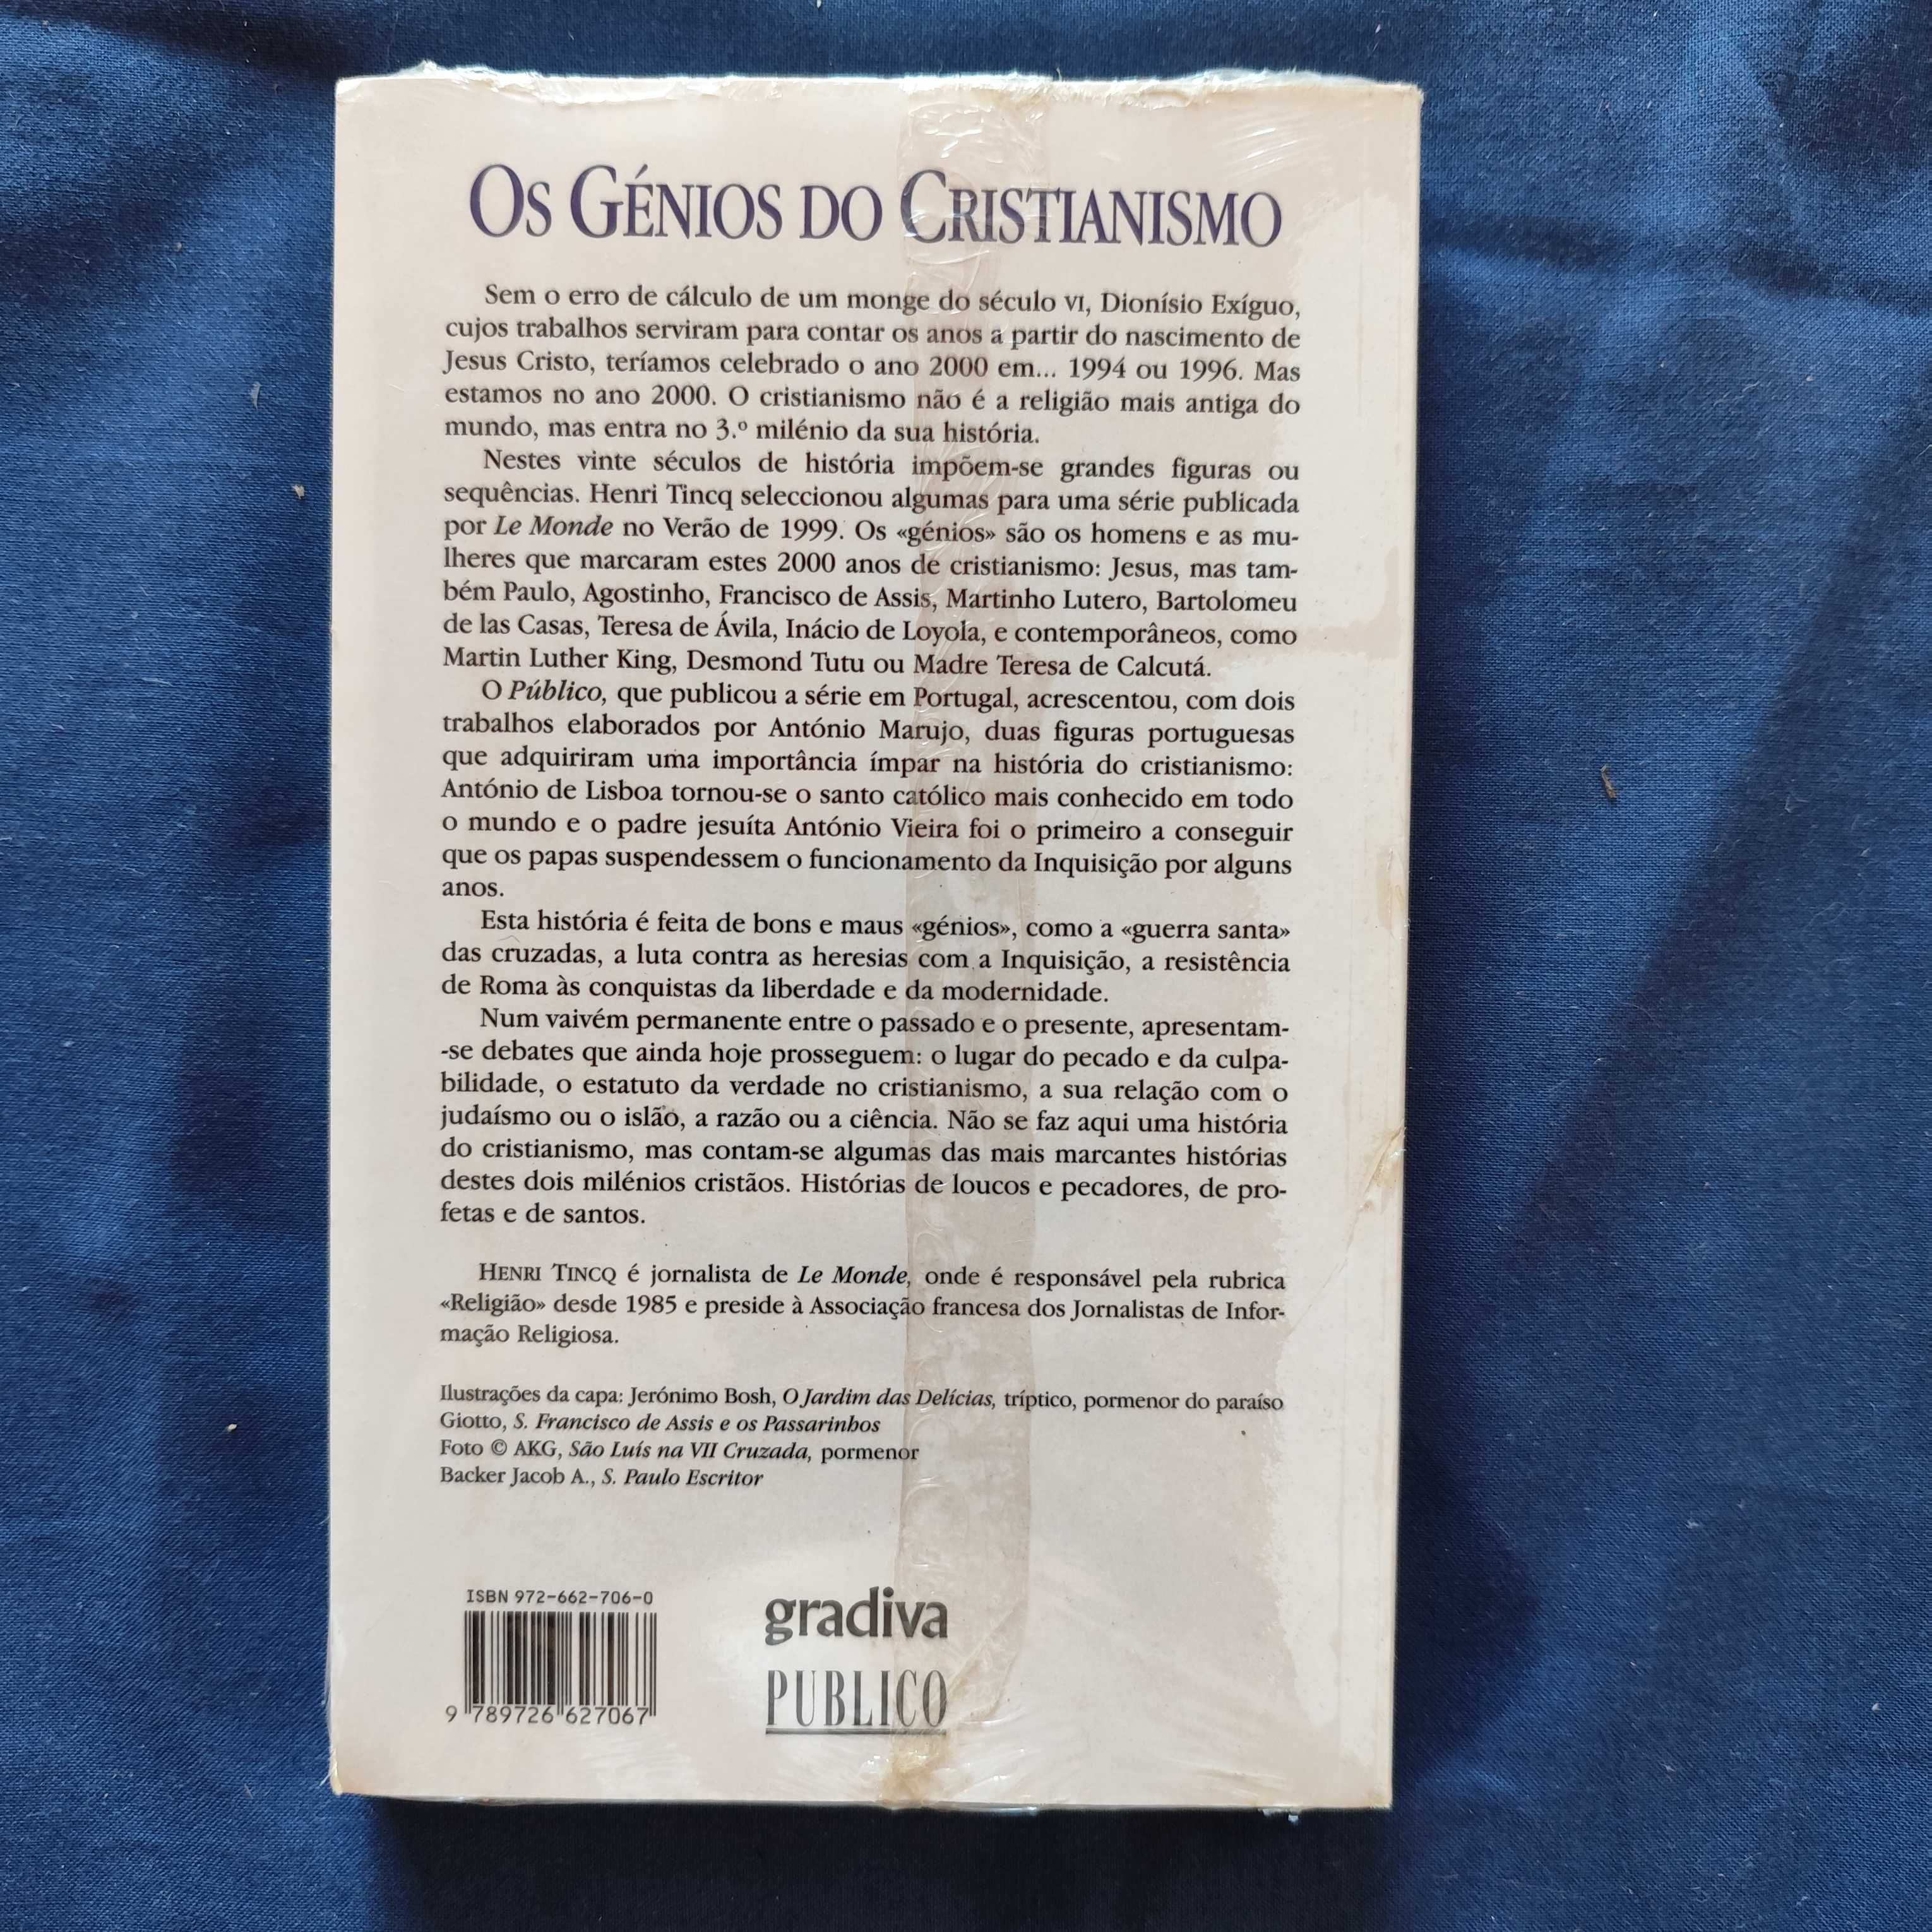 OS GÉNIOS DO CRISTIANISMO
Sem o erro de cálculo de um monge do século VI, Dionísio Exíguo,
cujos trabalhos serviram para contar os anos a partir do nascimento de
Jesus Cristo, teríamos celebrado o ano 2000 em... 1994 ou 1996. Mas
estamos no ano 2000. O cristianismo não é a religião mais antiga do
mundo, mas entra no 3.º milénio da sua história.
Nestes vinte séculos de história impõem-se grandes figuras ou
sequências. Henri Tincq seleccionou algumas para uma série publicada
por Le Monde no Verão de 1999. Os «génios» são os homens e as mu-
lheres que marcaram estes 2000 anos de cristianismo: Jesus, mas tam-
bém Paulo, Agostinho, Francisco de Assis, Martinho Lutero, Bartolomeu
de las Casas, Teresa de Ávila, Inácio de Loyola, e contemporâneos, como
Martin Luther King, Desmond Tutu ou Madre Teresa de Calcutá.
O Público, que publicou a série em Portugal, acrescentou, com dois
trabalhos elaborados por António Marujo, duas figuras portuguesas
que adquiriram uma importância ímpar na história do cristianismo:
António de Lisboa tornou-se o santo católico mais conhecido em todo
o mundo e o padre jesuíta António Vieira foi o primeiro a conseguir
que os papas suspendessem o funcionamento da Inquisição por alguns
anos.
Esta história é feita de bons e maus «génios», como a «guerra santa»
das cruzadas, a luta contra as heresias com a Inquisição, a resistência
de Roma às conquistas da liberdade e da modernidade.
Num vaivém permanente entre o passado e o presente, apresentam-
-se debates que ainda hoje prosseguem: o lugar do pecado e da culpa-
bilidade, o estatuto da verdade no cristianismo, a sua relação com o
judaísmo ou o islão, a razão ou a ciência. Não se faz aqui uma história
do cristianismo, mas contam-se algumas das mais marcantes histórias
destes dois milénios cristãos. Histórias de loucos e pecadores, de pro-
fetas e de santos.
HENRI TINCQ é jornalista de Le Monde, onde é responsável pela rubrica
«Religião» desde 1985 e preside à Associação francesa dos Jornalistas de Infor-
mação Religiosa.
Ilustrações da capa: Jerónimo Bosh, O Jardim das Delícias, tríptico, pormenor do paraíso
Giotto, S. Francisco de Assis e os Passarinhos
Foto © AKG, São Luís na VII Cruzada, pormenor
Backer Jacob A., S. Paulo Escritor
ISBN 972-662-706-0
9 789726 627067
gradiva
PUBLICO